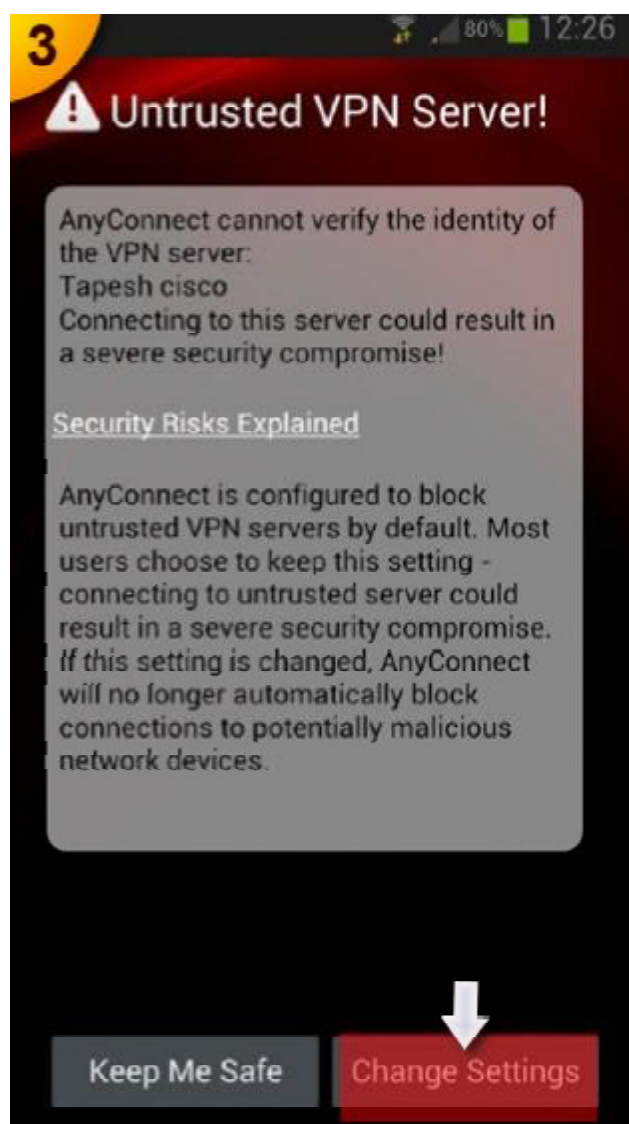 3
80%
12:26
Untrusted VPN Server!
AnyConnect cannot verify the identity of
the VPN server:
Tapesh cisco
Connecting to this server could result in
a severe security compromise!
Security Risks Explained
AnyConnect is configured to block
untrusted VPN servers by default. Most
users choose to keep this setting -
connecting to untrusted server could
result in a severe security compromise.
If this setting is changed, AnyConnect
will no longer automatically block
connections to potentially malicious
network devices.
Keep Me Safe
Change Settings